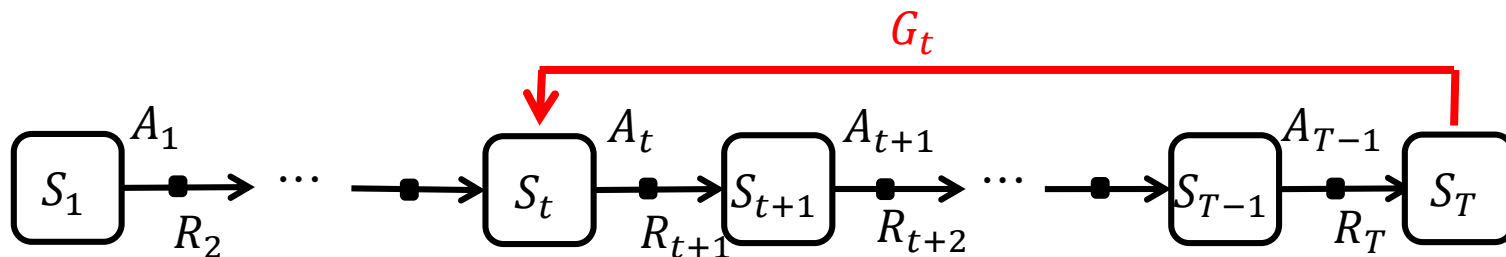 G_t
A_1 A_t A_{t+1} A_{T-1}
S_1 ... S_t S_{t+1} ... S_{T-1} S_T
R_2 R_{t+1} R_{t+2} R_T